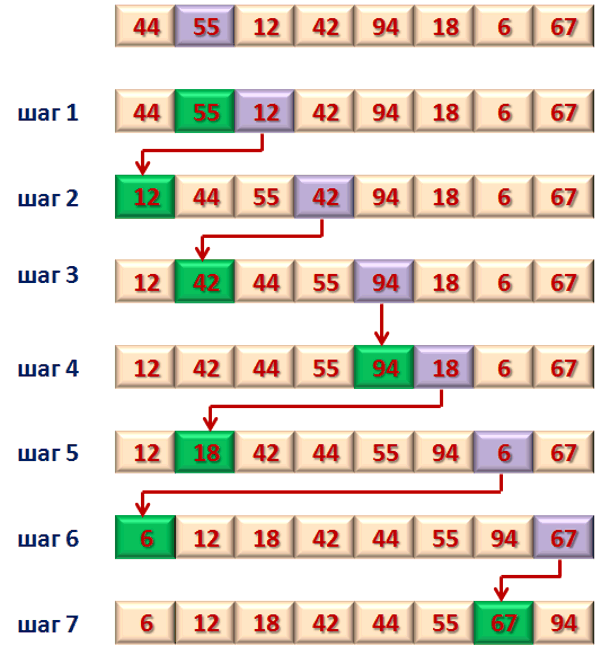 44 55 12 42 94 18 6 67
шаг 1 44 55 12 42 94 18 6 67
шаг 2 12 44 55 42 94 18 6 67
шаг 3 12 42 44 55 94 18 6 67
шаг 4 12 42 44 55 94 18 6 67
шаг 5 12 18 42 44 55 94 6 67
шаг 6 6 12 18 42 44 55 94 67
шаг 7 6 12 18 42 44 55 67 94